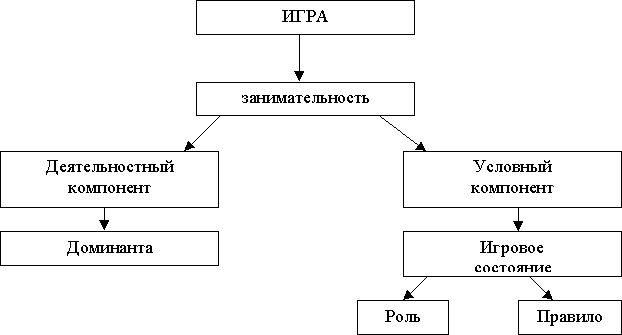 ИГРА
занимательность
Деятельностный
компонент
Условный
компонент
Доминанта
Игровое
состояние
Роль
Правило